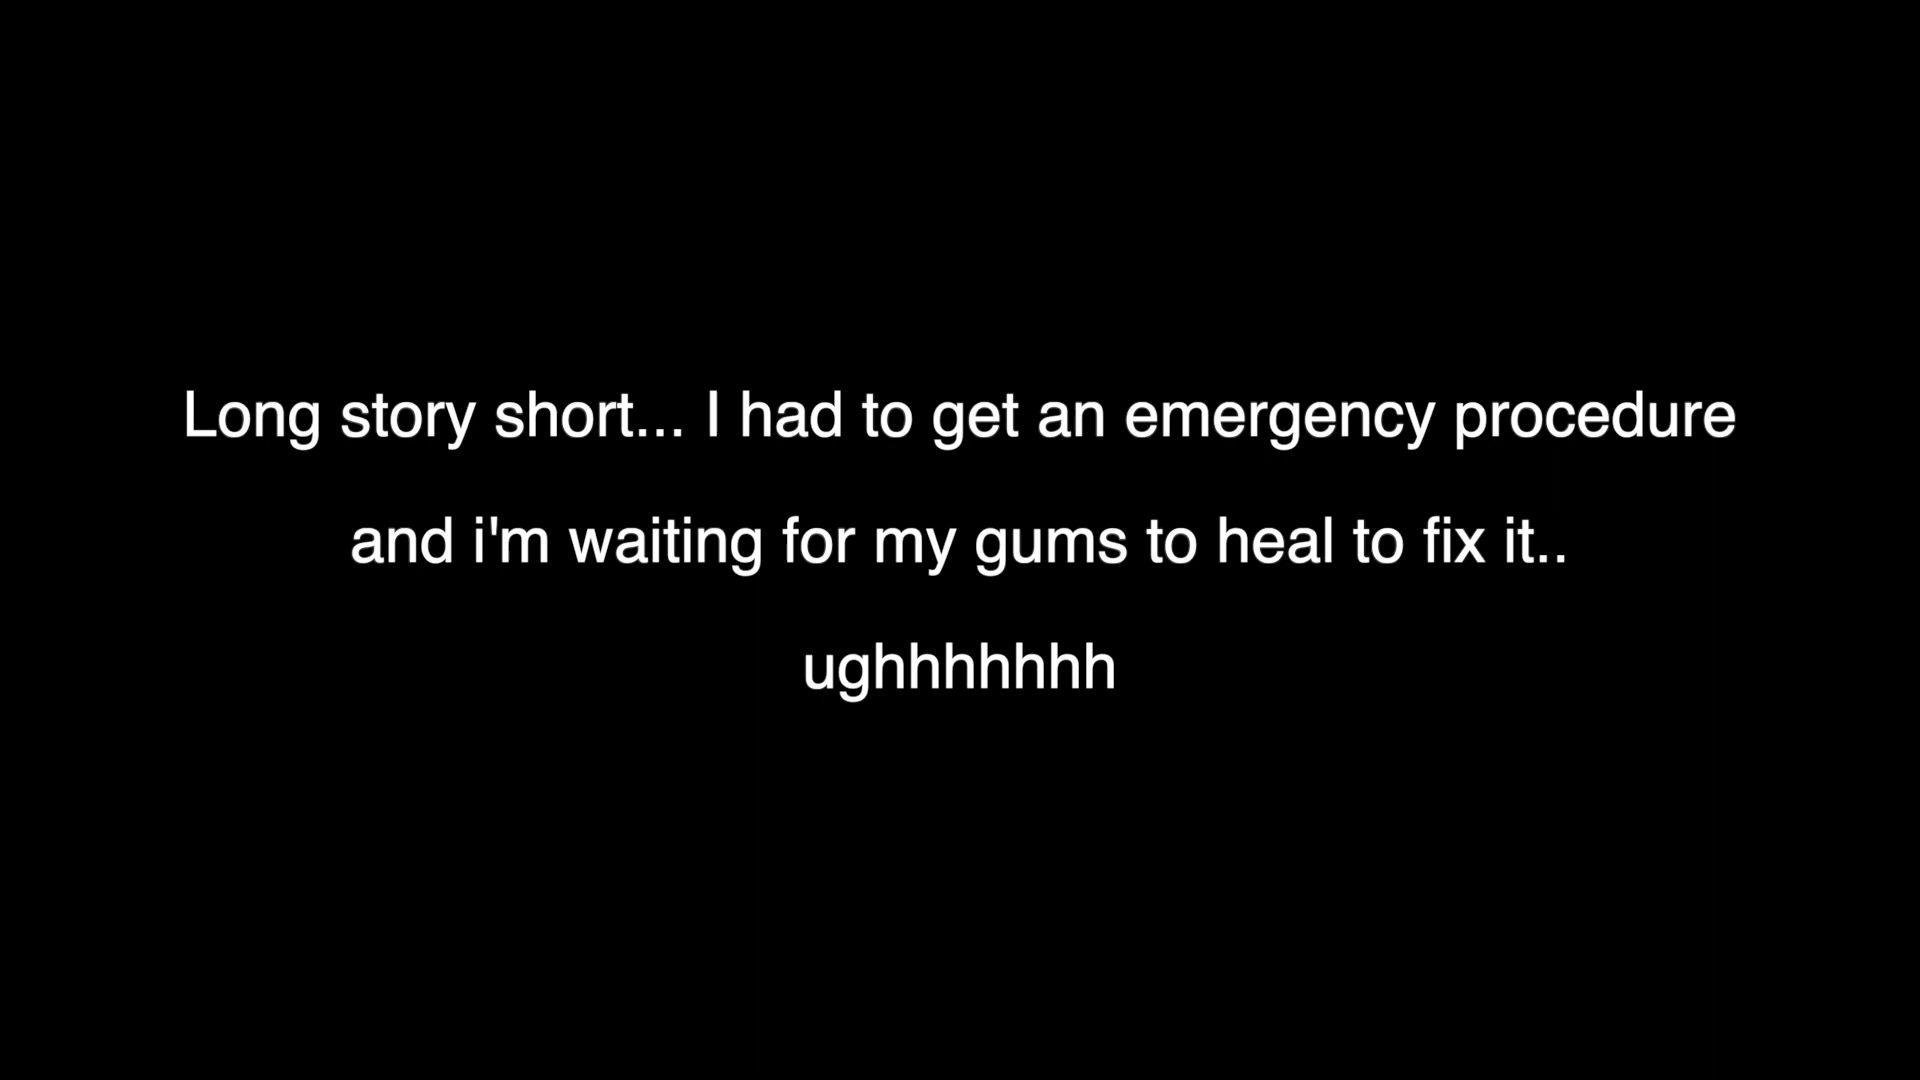 Long story short... I had to get an emergency procedure
and i'm waiting for my gums to heal to fix it..
ughhhhhhh